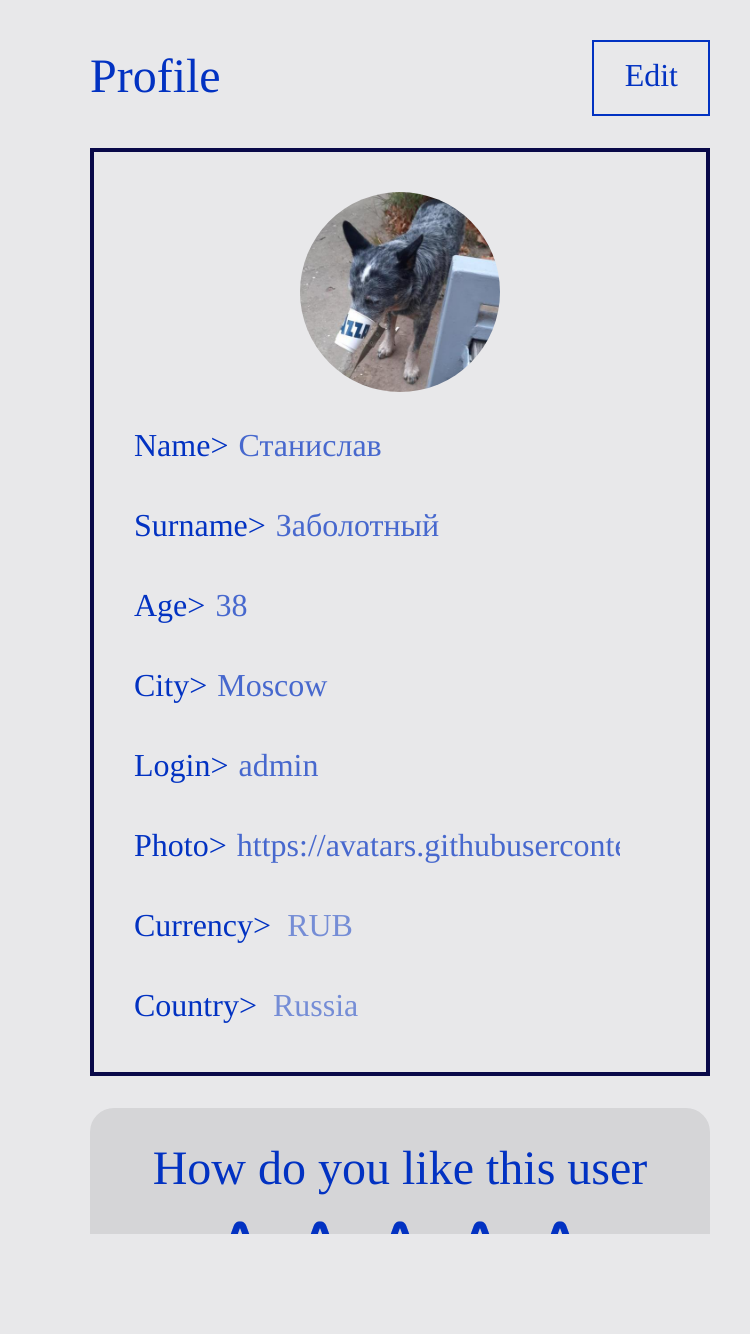 Profile
Edit
Name> Станислав
Surname> Заболотный
Age> 38
City> Moscow
Login> admin
Photo> https://avatars.githubuserconte
Currency> RUB
Country> Russia
How do you like this user